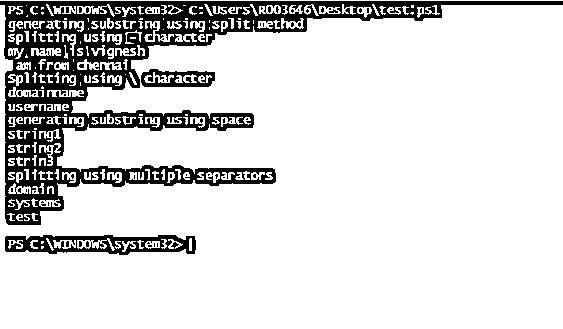 PS C:\WINDOWS\system32> C:\Users\R003646\Desktop\test.ps1
generating substring using split method
splitting using - character
my name is vignesh
 am from chennai
splitting using \ character
domainname
username
generating substring using space
string1
string2
strin3
splitting using multiple separators
domain
systems
test
PS C:\WINDOWS\system32>